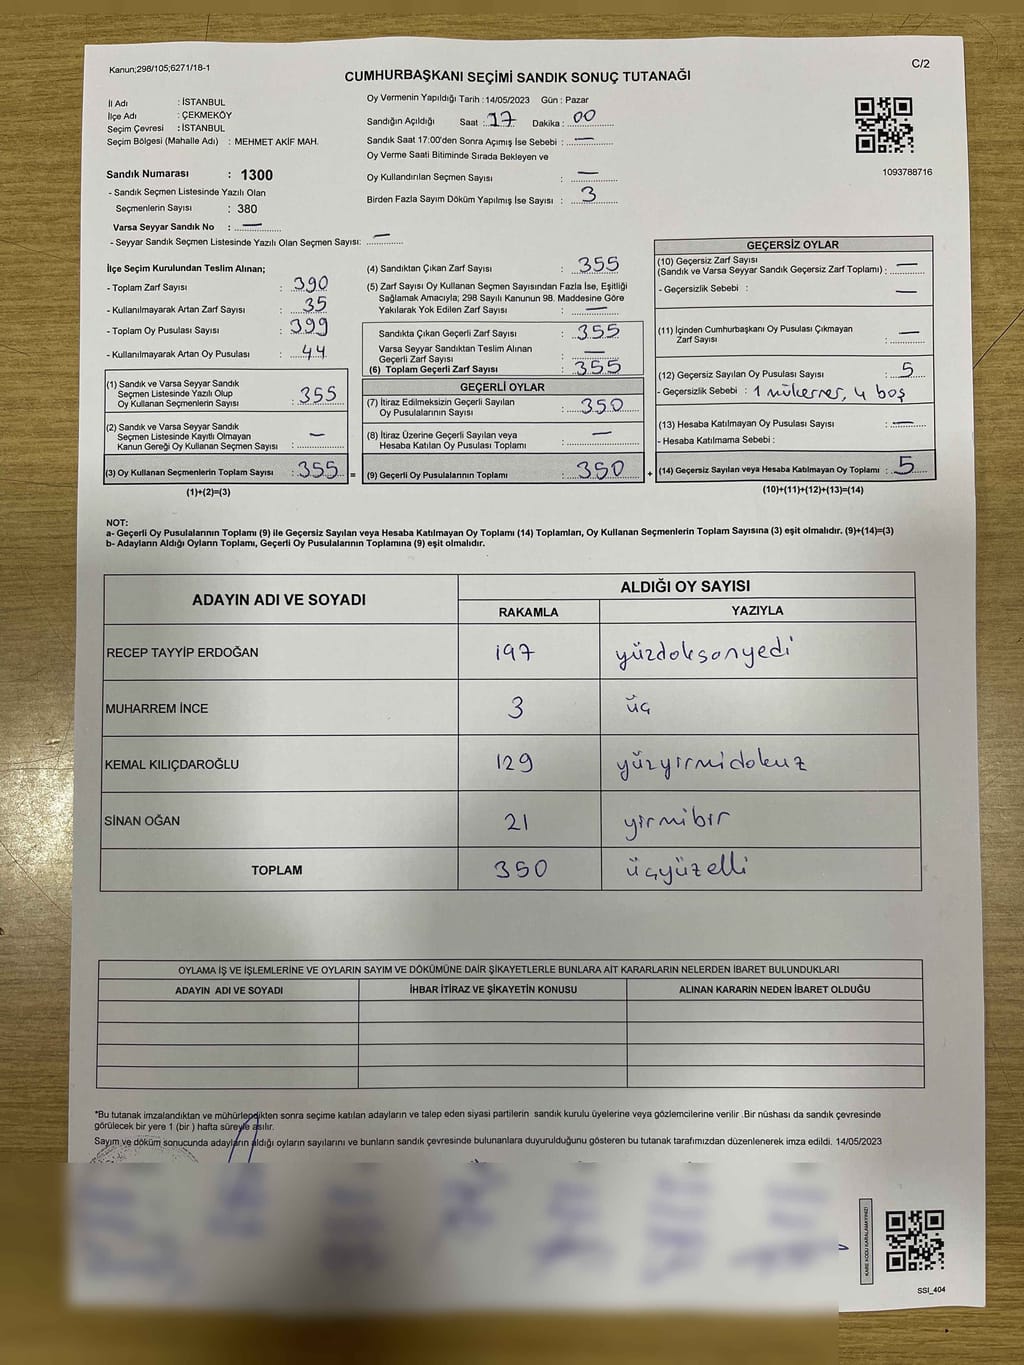 Kanun;298/105;6271/18-1
C/2
CUMHURBAŞKANI SEÇİMİ SANDIK SONUÇ TUTANAĞI
İl Adı : İSTANBUL
İlçe Adı : ÇEKMEKÖY
Seçim Çevresi : İSTANBUL
Seçim Bölgesi (Mahalle Adı) : MEHMET AKİF MAH.
Sandık Numarası : 1300
- Sandık Seçmen Listesinde Yazılı Olan
Seçmenlerin Sayısı : 380
Varsa Seyyar Sandık No : —
- Seyyar Sandık Seçmen Listesinde Yazılı Olan Seçmen Sayısı: —
Oy Vermenin Yapıldığı Tarih :14/05/2023 Gün : Pazar
Sandığın Açıldığı Saat : 17 Dakika : 00
Sandık Saat 17:00'den Sonra Açımış İse Sebebi : —
Oy Verme Saati Bitiminde Sırada Bekleyen ve
Oy Kullandırılan Seçmen Sayısı : —
Birden Fazla Sayım Döküm Yapılmış İse Sayısı : 3
1093788716
İlçe Seçim Kurulundan Teslim Alınan;
- Toplam Zarf Sayısı : 390
- Kullanılmayarak Artan Zarf Sayısı : 35
- Toplam Oy Pusulası Sayısı : 399
- Kullanılmayarak Artan Oy Pusulası : 44
(1) Sandık ve Varsa Seyyar Sandık
Seçmen Listesinde Yazılı Olup
Oy Kullanan Seçmenlerin Sayısı : 355
(2) Sandık ve Varsa Seyyar Sandık
Seçmen Listesinde Kayıtlı Olmayan
Kanun Gereği Oy Kullanan Seçmen Sayısı : —
(3) Oy Kullanan Seçmenlerin Toplam Sayısı : 355 =
(1)+(2)=(3)
(4) Sandıktan Çıkan Zarf Sayısı : 355
(5) Zarf Sayısı Oy Kullanan Seçmen Sayısından Fazla İse, Eşitliği
Sağlamak Amacıyla; 298 Sayılı Kanunun 98. Maddesine Göre
Yakılarak Yok Edilen Zarf Sayısı : —
Sandıkta Çıkan Geçerli Zarf Sayısı : 355
Varsa Seyyar Sandıktan Teslim Alınan
Geçerli Zarf Sayısı : —
(6) Toplam Geçerli Zarf Sayısı : 355
GEÇERLİ OYLAR
(7) İtiraz Edilmeksizin Geçerli Sayılan
Oy Pusulalarının Sayısı : 350
(8) İtiraz Üzerine Geçerli Sayılan veya
Hesaba Katılan Oy Pusulası Toplamı : —
(9) Geçerli Oy Pusulalarının Toplamı : 350 +
GEÇERSİZ OYLAR
(10) Geçersiz Zarf Sayısı
(Sandık ve Varsa Seyyar Sandık Geçersiz Zarf Toplamı) : —
- Geçersizlik Sebebi : —
(11) İçinden Cumhurbaşkanı Oy Pusulası Çıkmayan
Zarf Sayısı : —
(12) Geçersiz Sayılan Oy Pusulası Sayısı : 5
- Geçersizlik Sebebi : 1 mükerrer, 4 boş
(13) Hesaba Katılmayan Oy Pusulası Sayısı : —
- Hesaba Katılmama Sebebi :
(14) Geçersiz Sayılan veya Hesaba Katılmayan Oy Toplamı : 5
(10)+(11)+(12)+(13)=(14)
NOT:
a- Geçerli Oy Pusulalarının Toplamı (9) ile Geçersiz Sayılan veya Hesaba Katılmayan Oy Toplamı (14) Toplamları, Oy Kullanan Seçmenlerin Toplam Sayısına (3) eşit olmalıdır. (9)+(14)=(3)
b- Adayların Aldığı Oyların Toplamı, Geçerli Oy Pusulalarının Toplamına (9) eşit olmalıdır.
ADAYIN ADI VE SOYADI
ALDIĞI OY SAYISI
RAKAMLA YAZIYLA
RECEP TAYYİP ERDOĞAN 197 yüzdoksanyedi
MUHARREM İNCE 3 üç
KEMAL KILIÇDAROĞLU 129 yüzyirmidokuz
SİNAN OĞAN 21 yirmibir
TOPLAM 350 üçyüzelli
OYLAMA İŞ VE İŞLEMLERİNE VE OYLARIN SAYIM VE DÖKÜMÜNE DAİR ŞİKAYETLERLE BUNLARA AİT KARARLARIN NELERDEN İBARET BULUNDUKLARI
ADAYIN ADI VE SOYADI İHBAR İTİRAZ VE ŞİKAYETİN KONUSU ALINAN KARARIN NEDEN İBARET OLDUĞU
*Bu tutanak imzalandıktan ve mühürlendikten sonra seçime katılan adayların ve talep eden siyasi partilerin sandık kurulu üyelerine veya gözlemcilerine verilir .Bir nüshası da sandık çevresinde
görülecek bir yere 1 (bir ) hafta süreyle asılır.
Sayım ve döküm sonucunda adayların aldığı oyların sayılarını ve bunların sandık çevresinde bulunanlara duyurulduğunu gösteren bu tutanak tarafımızdan düzenlenerek imza edildi. 14/05/2023
KARE KODU KARALAMAYINIZ!
SSI_404